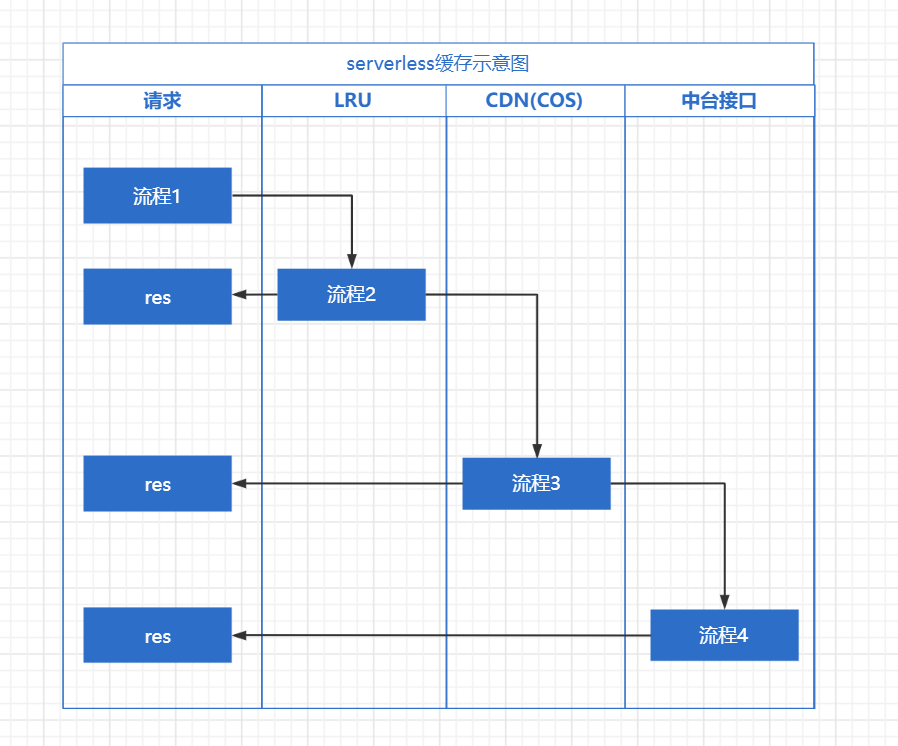 serverless缓存示意图
请求 LRU CDN(COS) 中台接口
流程1
res 流程2
res 流程3
res 流程4